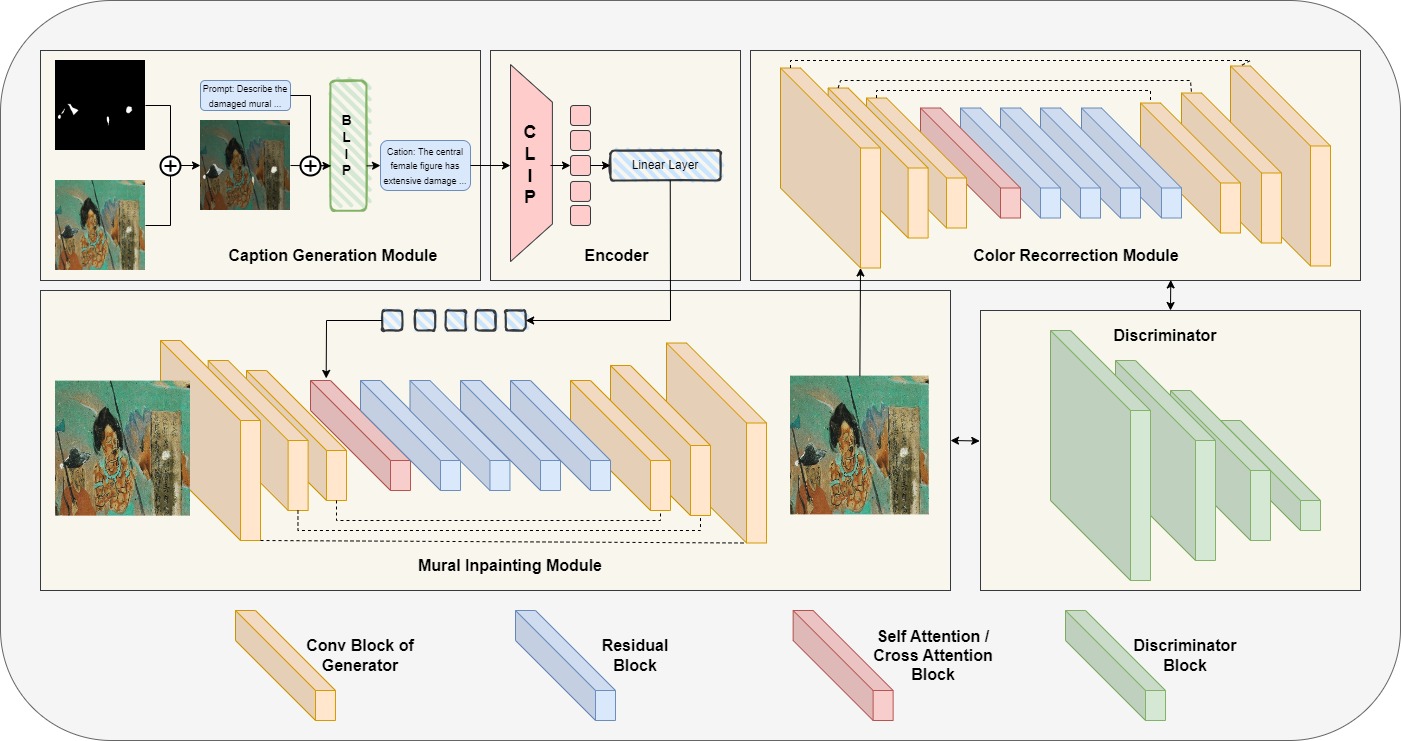 Prompt: Describe the
damaged mural ...
B
L
I
P
Cation: The central
female figure has
extensive damage ...
Caption Generation Module
C
L
I
P
Linear Layer
Encoder
Color Recorrection Module
Mural Inpainting Module
Discriminator
Conv Block of
Generator
Residual
Block
Self Attention /
Cross Attention
Block
Discriminator
Block